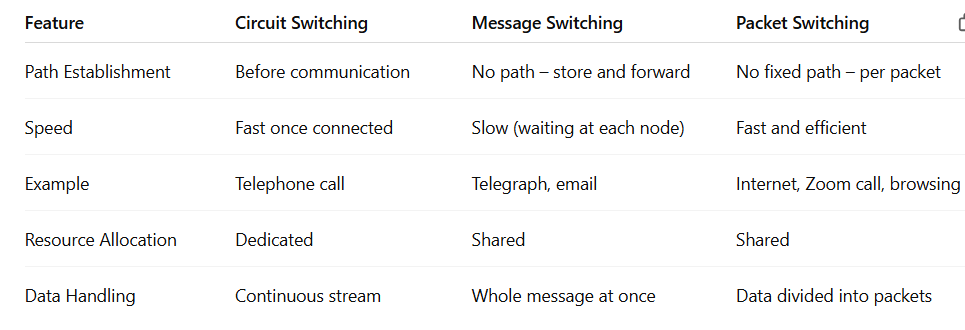 Feature Circuit Switching Message Switching Packet Switching
Path Establishment Before communication No path – store and forward No fixed path – per packet
Speed Fast once connected Slow (waiting at each node) Fast and efficient
Example Telephone call Telegraph, email Internet, Zoom call, browsing
Resource Allocation Dedicated Shared Shared
Data Handling Continuous stream Whole message at once Data divided into packets